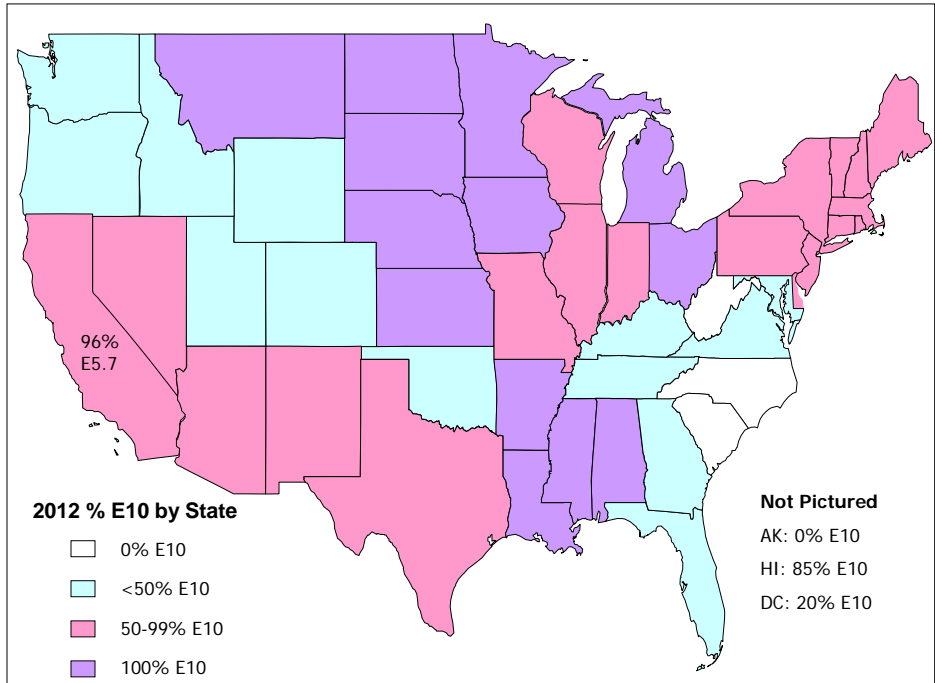 96%
E5.7
2012 % E10 by State
0% E10
<50% E10
50-99% E10
100% E10
Not Pictured
AK: 0% E10
HI: 85% E10
DC: 20% E10